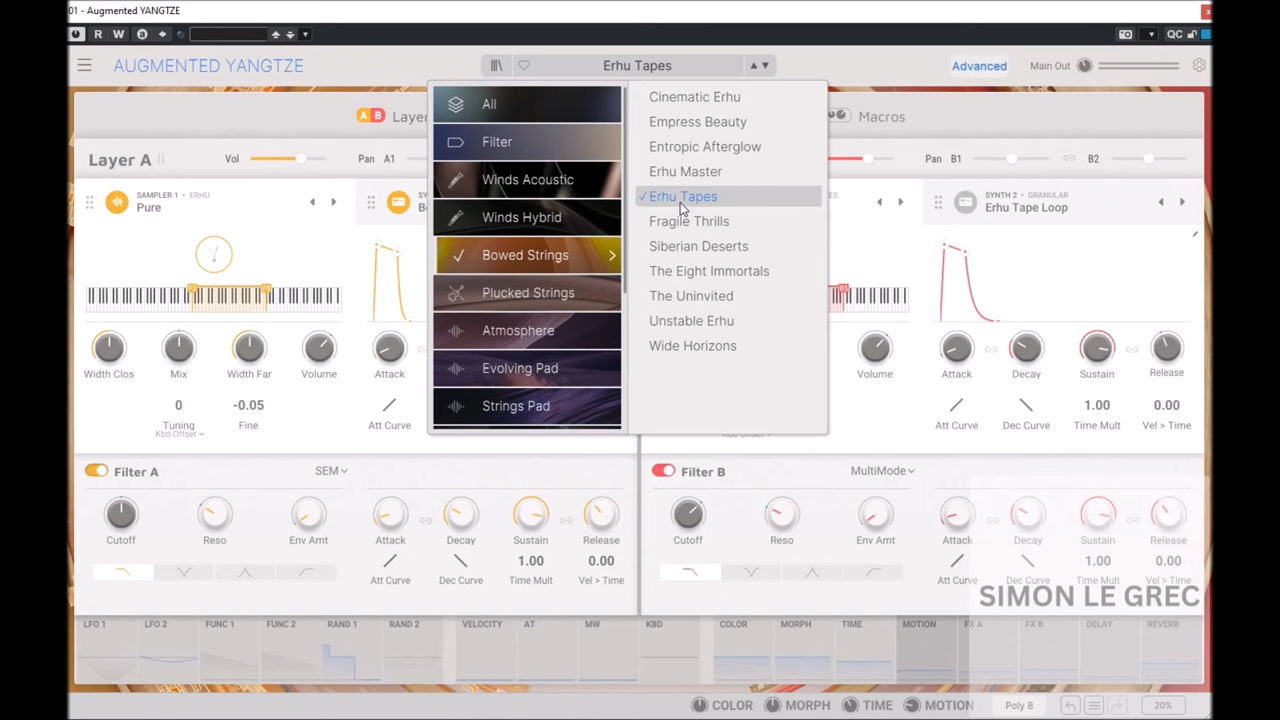 01 - Augmented YANGTZE
R W a QC
AUGMENTED YANGTZE Erhu Tapes Advanced Main Out
All
Filter
Winds Acoustic
Winds Hybrid
Bowed Strings
Plucked Strings
Atmosphere
Evolving Pad
Strings Pad
Cinematic Erhu
Empress Beauty
Entropic Afterglow
Erhu Master
Erhu Tapes
Fragile Thrills
Siberian Deserts
The Eight Immortals
The Uninvited
Unstable Erhu
Wide Horizons
A B Layer Macros
Layer A Vol Pan A1 Pan B1 B2
SAMPLER 1 ERHU
Pure
SYNTH 2 GRANULAR
Erhu Tape Loop
Width Clos Mix Width Far Volume Attack Volume Attack Decay Sustain Release
0 -0.05 1.00 0.00
Tuning Fine Att Curve Att Curve Dec Curve Time Mult Vel > Time
Kbd Offset
Filter A SEM Filter B MultiMode
Cutoff Reso Env Amt Attack Decay Sustain Release Cutoff Reso Env Amt Attack Decay Sustain Release
1.00 0.00 1.00 0.00
Att Curve Dec Curve Time Mult Vel > Time Att Curve Dec Curve Time Mult Vel > Time
SIMON LE GREC
LFO 1 LFO 2 FUNC 1 FUNC 2 RAND 1 RAND 2 VELOCITY AT MW KBD COLOR MORPH TIME MOTION FX A FX B DELAY REVERB
COLOR MORPH TIME MOTION Poly 8 20%